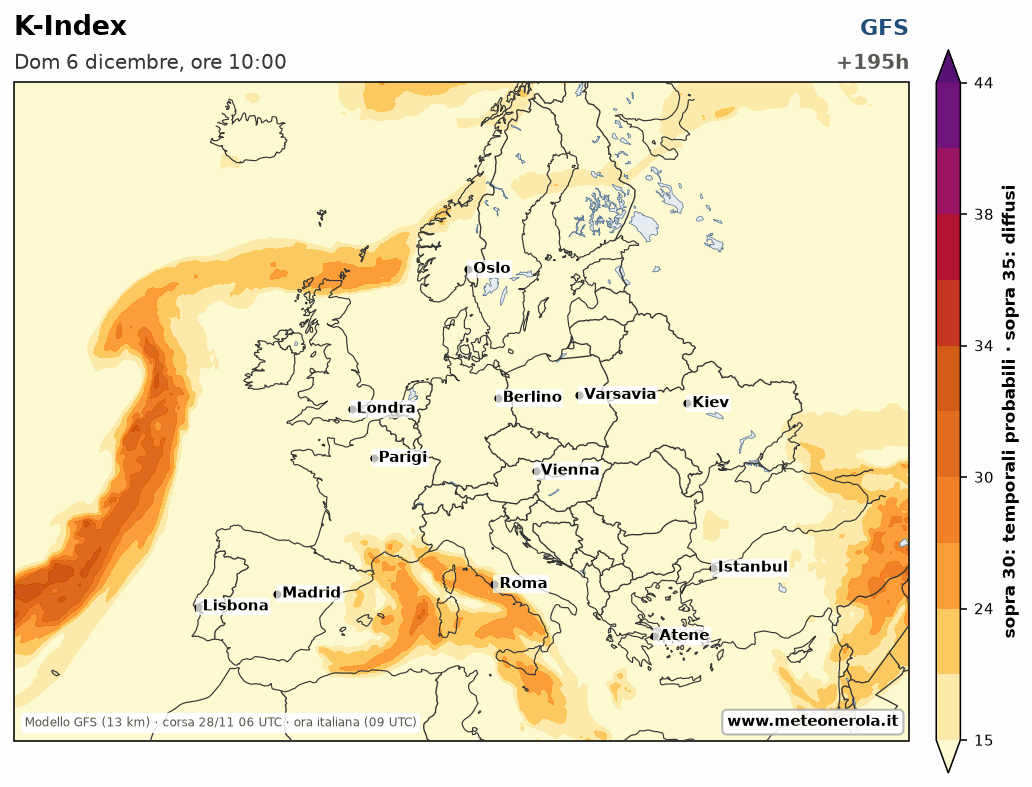 K-Index
GFS
Dom 6 dicembre, ore 10:00
+195h
44
38
34
30
24
15
sopra 30: temporali probabili · sopra 35: diffusi
Oslo
Berlino
Varsavia
Kiev
Londra
Parigi
Vienna
Istanbul
Roma
Madrid
Lisbona
Atene
Modello GFS (13 km) · corsa 28/11 06 UTC · ora italiana (09 UTC)
www.meteonerola.it